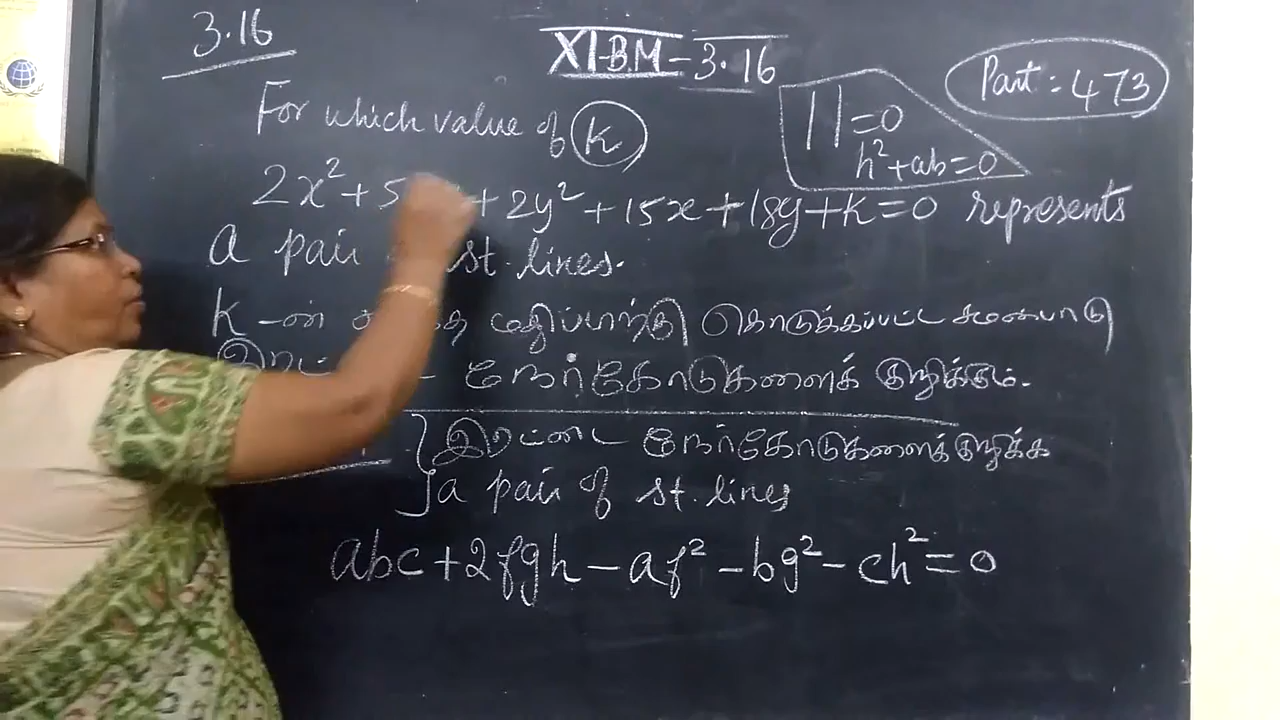 3.16
XI-B.M-3.16
Part: 473
For which value of k
| |=0
h²+ab=0
2x²+5 +2y²+15x+18y+k=0 represents
a pair st. lines.
k -ன் மதிப்பிற்கு கொடுக்கப்பட்ட சமன்பாடு
நேர்கோடுகளைக் குறிக்கும்.
இரட்டை நேர்கோடுகளைக் குறிக்க
a pair of st. lines
abc+2fgh-af²-bg²-ch²=0